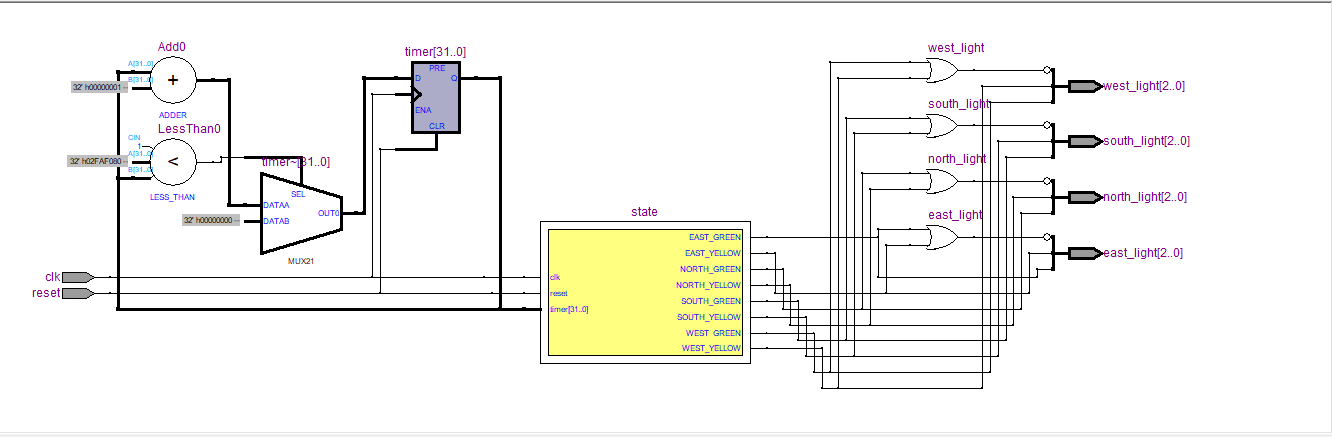 Add0
A[31..0]
B[31..0]
32' h00000001
ADDER
LessThan0
CIN
1
A[31..0]
32' h02FAF080
B[31..0]
LESS_THAN
timer~[31..0]
SEL
DATAA
OUT0
32' h00000000
DATAB
MUX21
timer[31..0]
PRE
D
Q
ENA
CLR
clk
reset
state
clk
reset
timer[31..0]
EAST_GREEN
EAST_YELLOW
NORTH_GREEN
NORTH_YELLOW
SOUTH_GREEN
SOUTH_YELLOW
WEST_GREEN
WEST_YELLOW
west_light
west_light[2..0]
south_light
south_light[2..0]
north_light
north_light[2..0]
east_light
east_light[2..0]